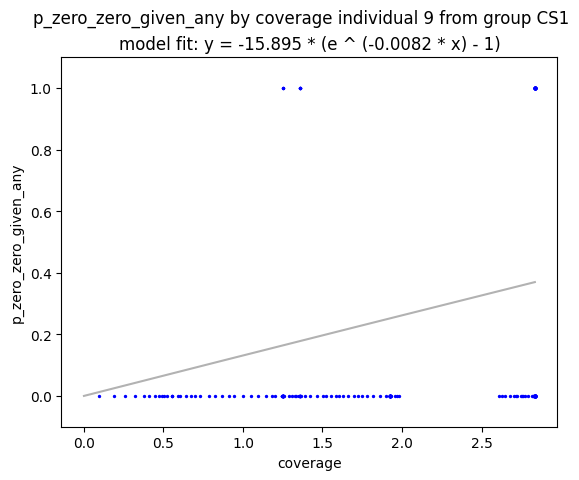 p_zero_zero_given_any by coverage individual 9 from group CS1
model fit: y = -15.895 * (e ^ (-0.0082 * x) - 1)
1.0
0.8
0.6
0.4
0.2
0.0
p_zero_zero_given_any
0.0 0.5 1.0 1.5 2.0 2.5
coverage